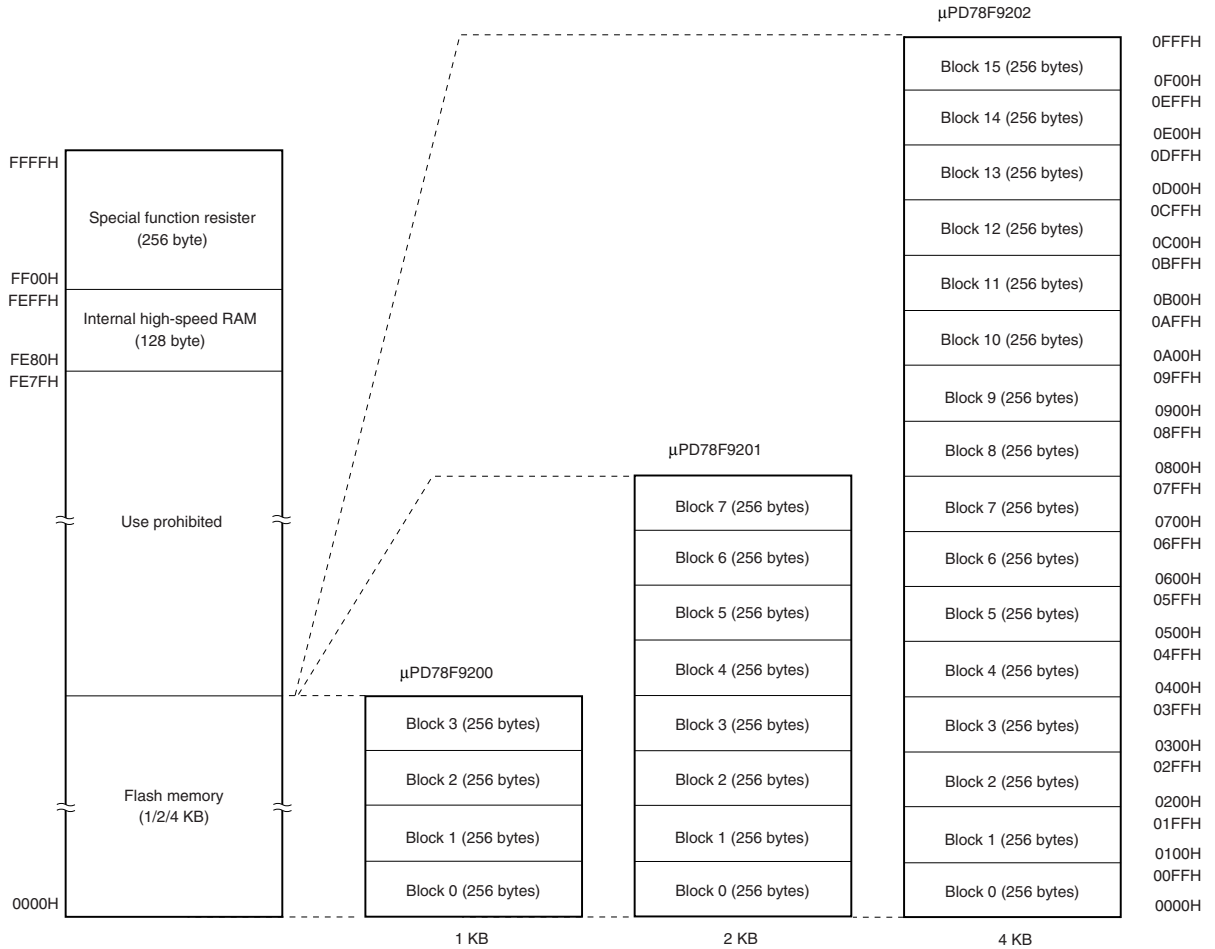 μPD78F9202
0FFFH
Block 15 (256 bytes)
0F00H
0EFFH
Block 14 (256 bytes)
0E00H
0DFFH
Block 13 (256 bytes)
0D00H
0CFFH
Block 12 (256 bytes)
0C00H
0BFFH
Block 11 (256 bytes)
0B00H
0AFFH
Block 10 (256 bytes)
0A00H
09FFH
Block 9 (256 bytes)
0900H
08FFH
Block 8 (256 bytes)
0800H
07FFH
Block 7 (256 bytes)
0700H
06FFH
Block 6 (256 bytes)
0600H
05FFH
Block 5 (256 bytes)
0500H
04FFH
Block 4 (256 bytes)
0400H
03FFH
Block 3 (256 bytes)
0300H
02FFH
Block 2 (256 bytes)
0200H
01FFH
Block 1 (256 bytes)
0100H
00FFH
Block 0 (256 bytes)
0000H
4 KB
FFFFH
Special function resister
(256 byte)
FF00H
FEFFH
Internal high-speed RAM
(128 byte)
FE80H
FE7FH
Use prohibited
Flash memory
(1/2/4 KB)
0000H
μPD78F9200
Block 3 (256 bytes)
Block 2 (256 bytes)
Block 1 (256 bytes)
Block 0 (256 bytes)
1 KB
μPD78F9201
Block 7 (256 bytes)
Block 6 (256 bytes)
Block 5 (256 bytes)
Block 4 (256 bytes)
Block 3 (256 bytes)
Block 2 (256 bytes)
Block 1 (256 bytes)
Block 0 (256 bytes)
2 KB